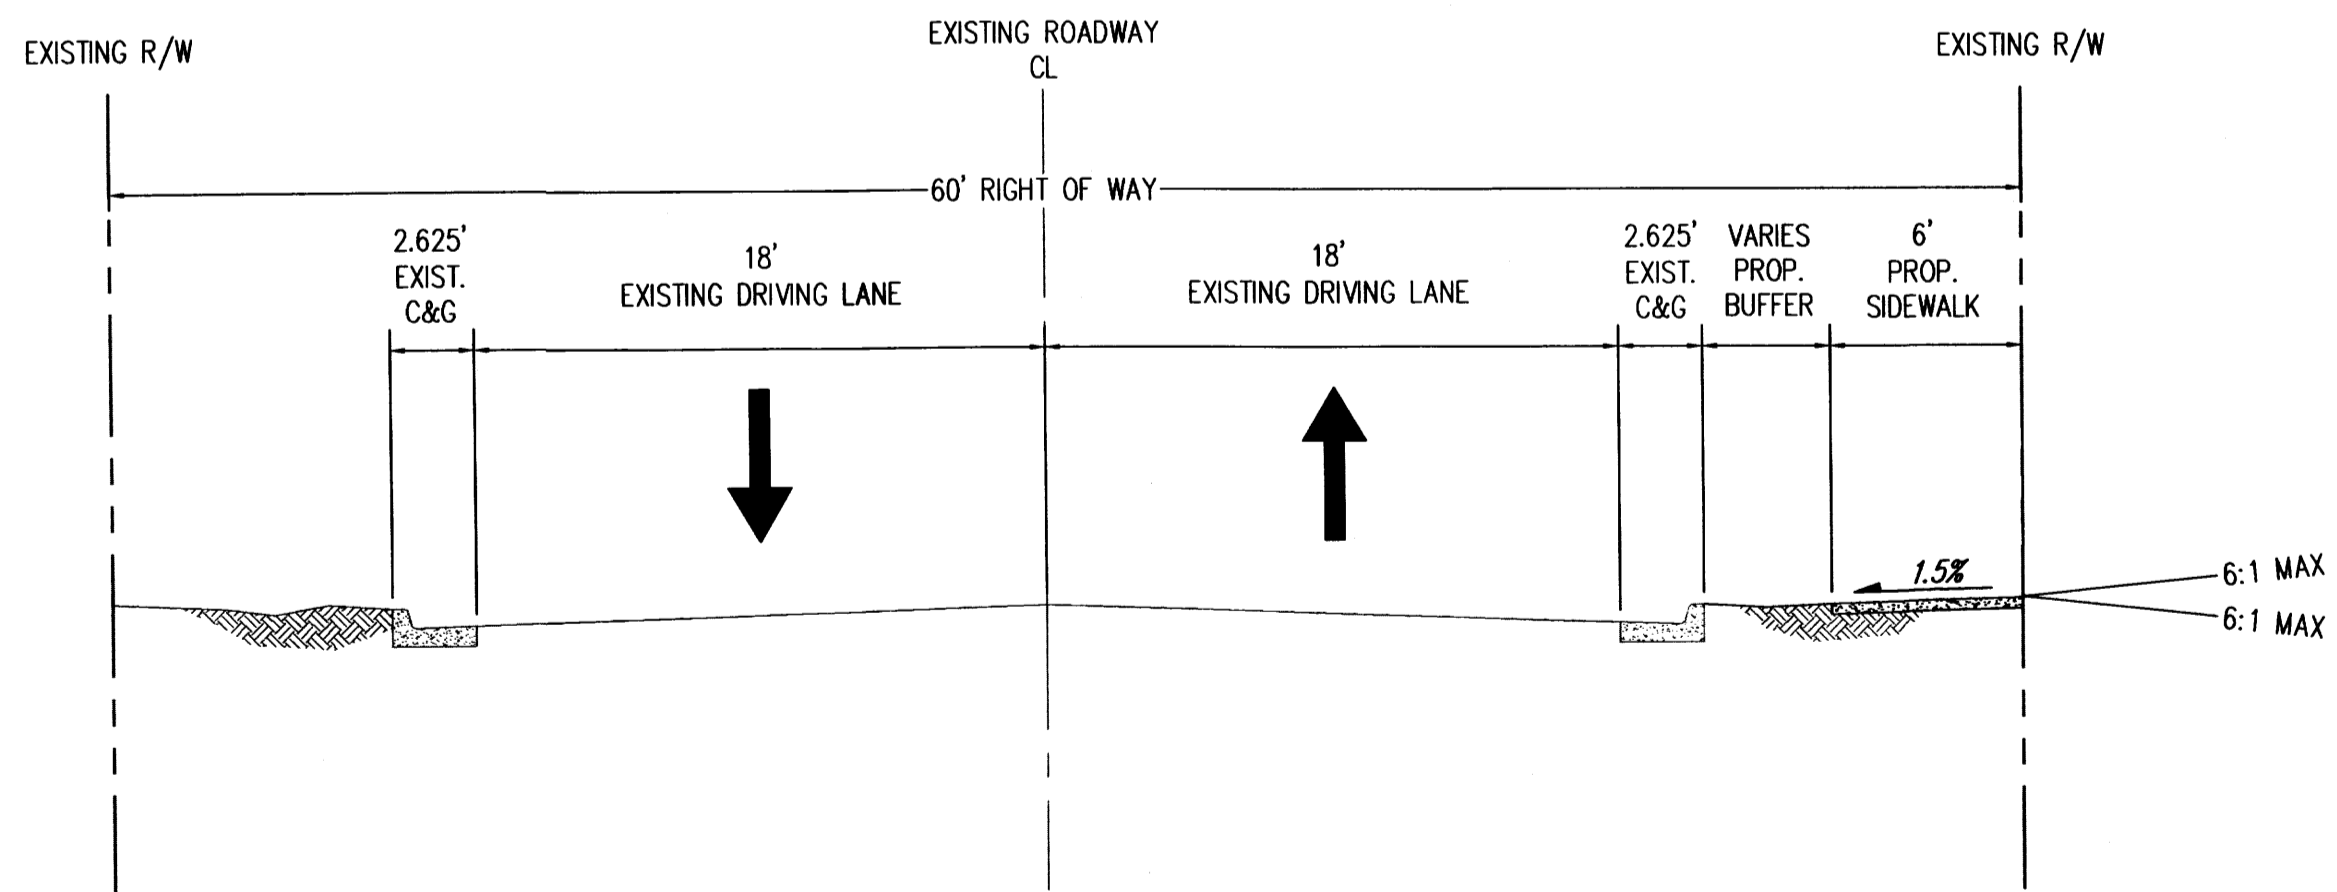 EXISTING R/W
EXISTING ROADWAY
CL
EXISTING R/W
60' RIGHT OF WAY
2.625'
EXIST.
C&G
18'
EXISTING DRIVING LANE
18'
EXISTING DRIVING LANE
2.625'
EXIST.
C&G
VARIES
PROP.
BUFFER
6'
PROP.
SIDEWALK
1.5%
6:1 MAX
6:1 MAX